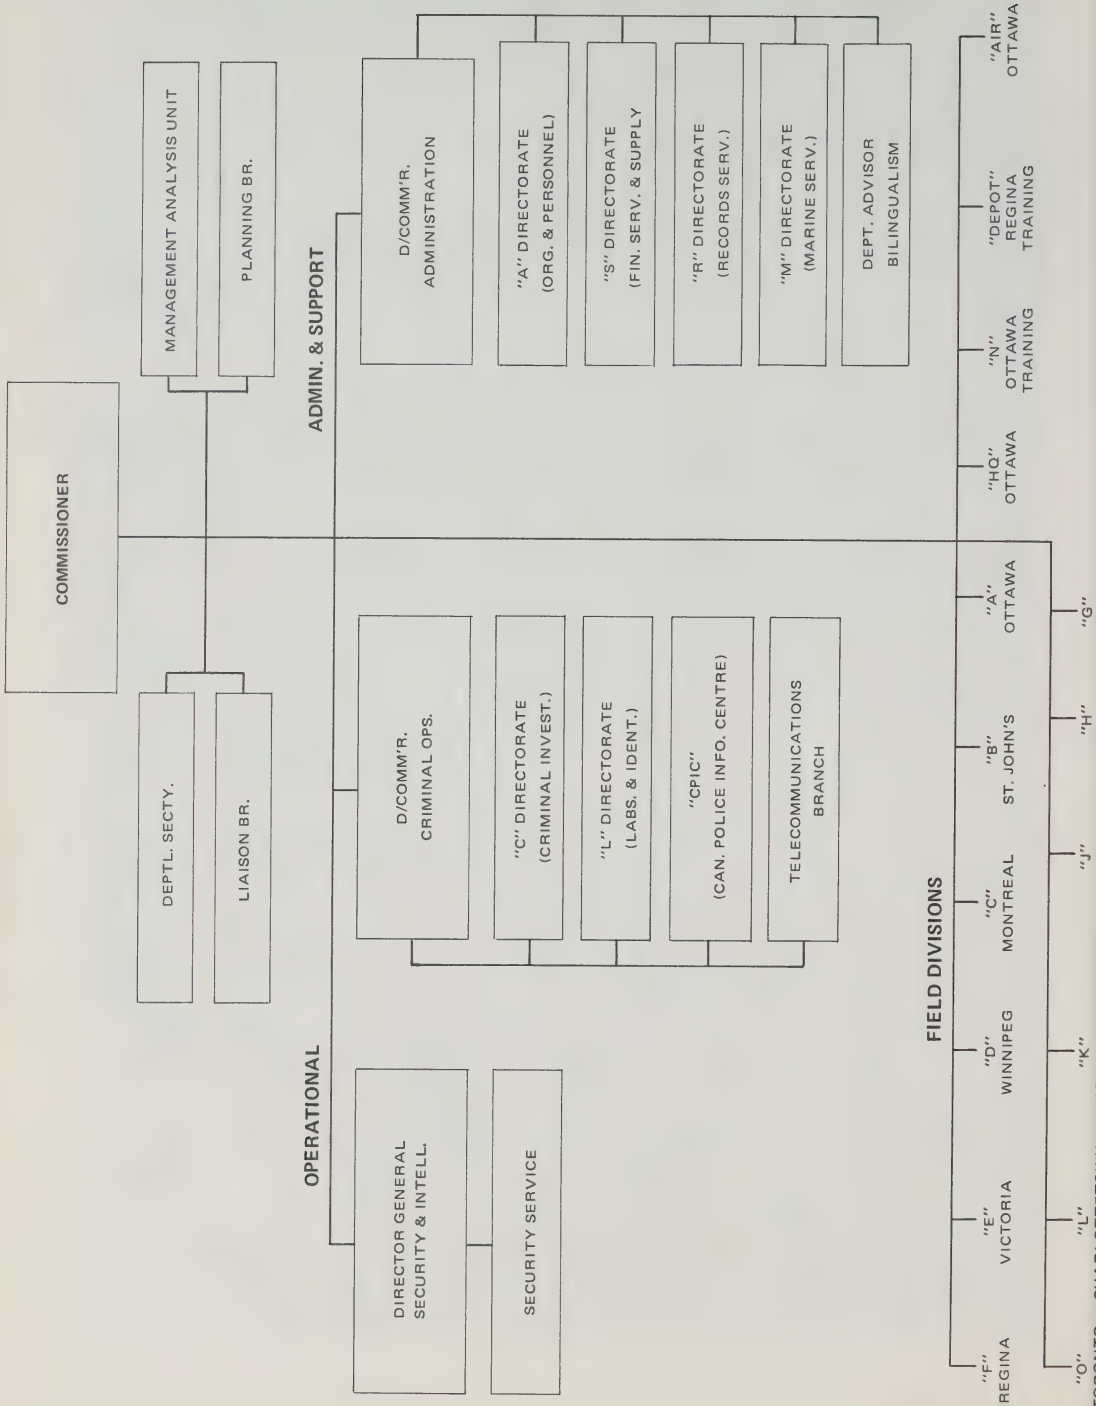 COMMISSIONER
DEPTL. SECTY.
LIAISON BR.
MANAGEMENT ANALYSIS UNIT
PLANNING BR.
OPERATIONAL
ADMIN. & SUPPORT
DIRECTOR GENERAL
SECURITY & INTELL.
SECURITY SERVICE
D/COMM'R.
CRIMINAL OPS.
"C" DIRECTORATE
(CRIMINAL INVEST.)
"L" DIRECTORATE
(LABS. & IDENT.)
"CPIC"
(CAN. POLICE INFO. CENTRE)
TELECOMMUNICATIONS
BRANCH
D/COMM'R.
ADMINISTRATION
"A" DIRECTORATE
(ORG. & PERSONNEL)
"S" DIRECTORATE
(FIN. SERV. & SUPPLY
"R" DIRECTORATE
(RECORDS SERV.)
"M" DIRECTORATE
(MARINE SERV.)
DEPT. ADVISOR
BILINGUALISM
FIELD DIVISIONS
"F"
REGINA
"E"
VICTORIA
"D"
WINNIPEG
"C"
MONTREAL
"B"
ST. JOHN'S
"A"
OTTAWA
"HQ"
OTTAWA
"N"
OTTAWA
TRAINING
"DEPOT"
REGINA
TRAINING
"AIR"
OTTAWA
"O"
TORONTO
"L"
"K"
"J"
"H"
"G"